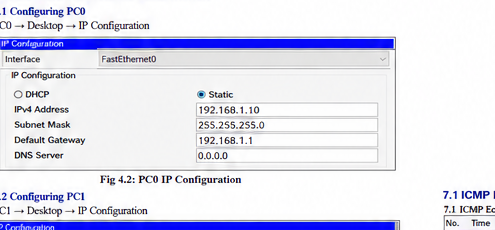 .1 Configuring PC0
C0 → Desktop → IP Configuration
IP Configuration
Interface FastEthernet0
IP Configuration
DHCP Static
IPv4 Address 192.168.1.10
Subnet Mask 255.255.255.0
Default Gateway 192.168.1.1
DNS Server 0.0.0.0
Fig 4.2: PC0 IP Configuration
.2 Configuring PC1
C1 → Desktop → IP Configuration
IP Configuration
7.1 ICMP
7.1 ICMP Ec
No. Time